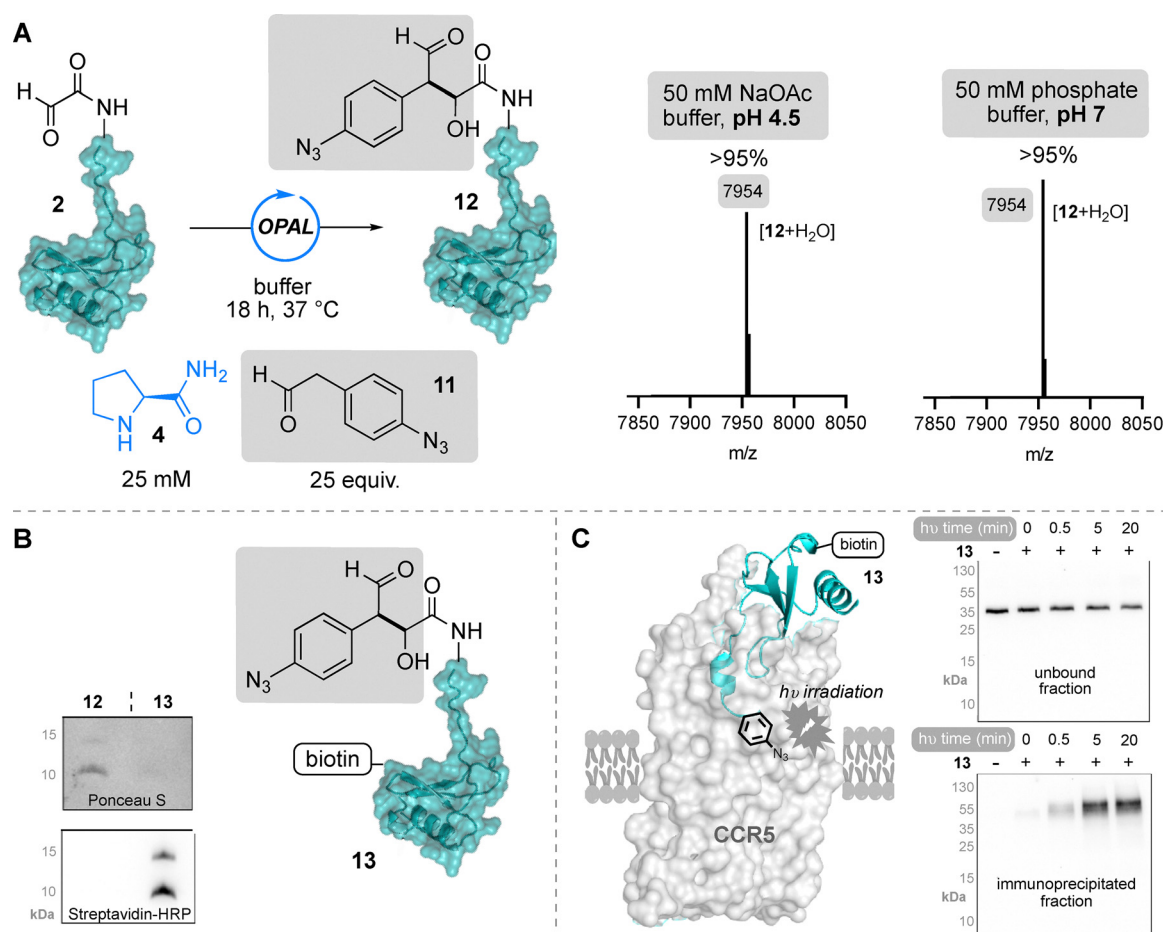 A
H
O
O
NH
2
OPAL
buffer
18 h, 37 °C
H
O
O
NH
OH
N3
12
NH2
O
N
H
4
25 mM
H
O
11
N3
25 equiv.
50 mM NaOAc
buffer, pH 4.5
>95%
7954
[12+H2O]
7850 7900 7950 8000 8050
m/z
50 mM phosphate
buffer, pH 7
>95%
7954
[12+H2O]
7850 7900 7950 8000 8050
m/z
B
12 13
15
10
Ponceau S
15
10
kDa
Streptavidin-HRP
H
O
O
NH
OH
N3
biotin
13
C
biotin
13
hυ irradiation
N3
CCR5
hυ time (min) 0 0.5 5 20
13 - + + + +
130
55
35
25
15
kDa
10
unbound
fraction
hυ time (min) 0 0.5 5 20
13 - + + + +
130
55
35
25
15
kDa
10
immunoprecipitated
fraction